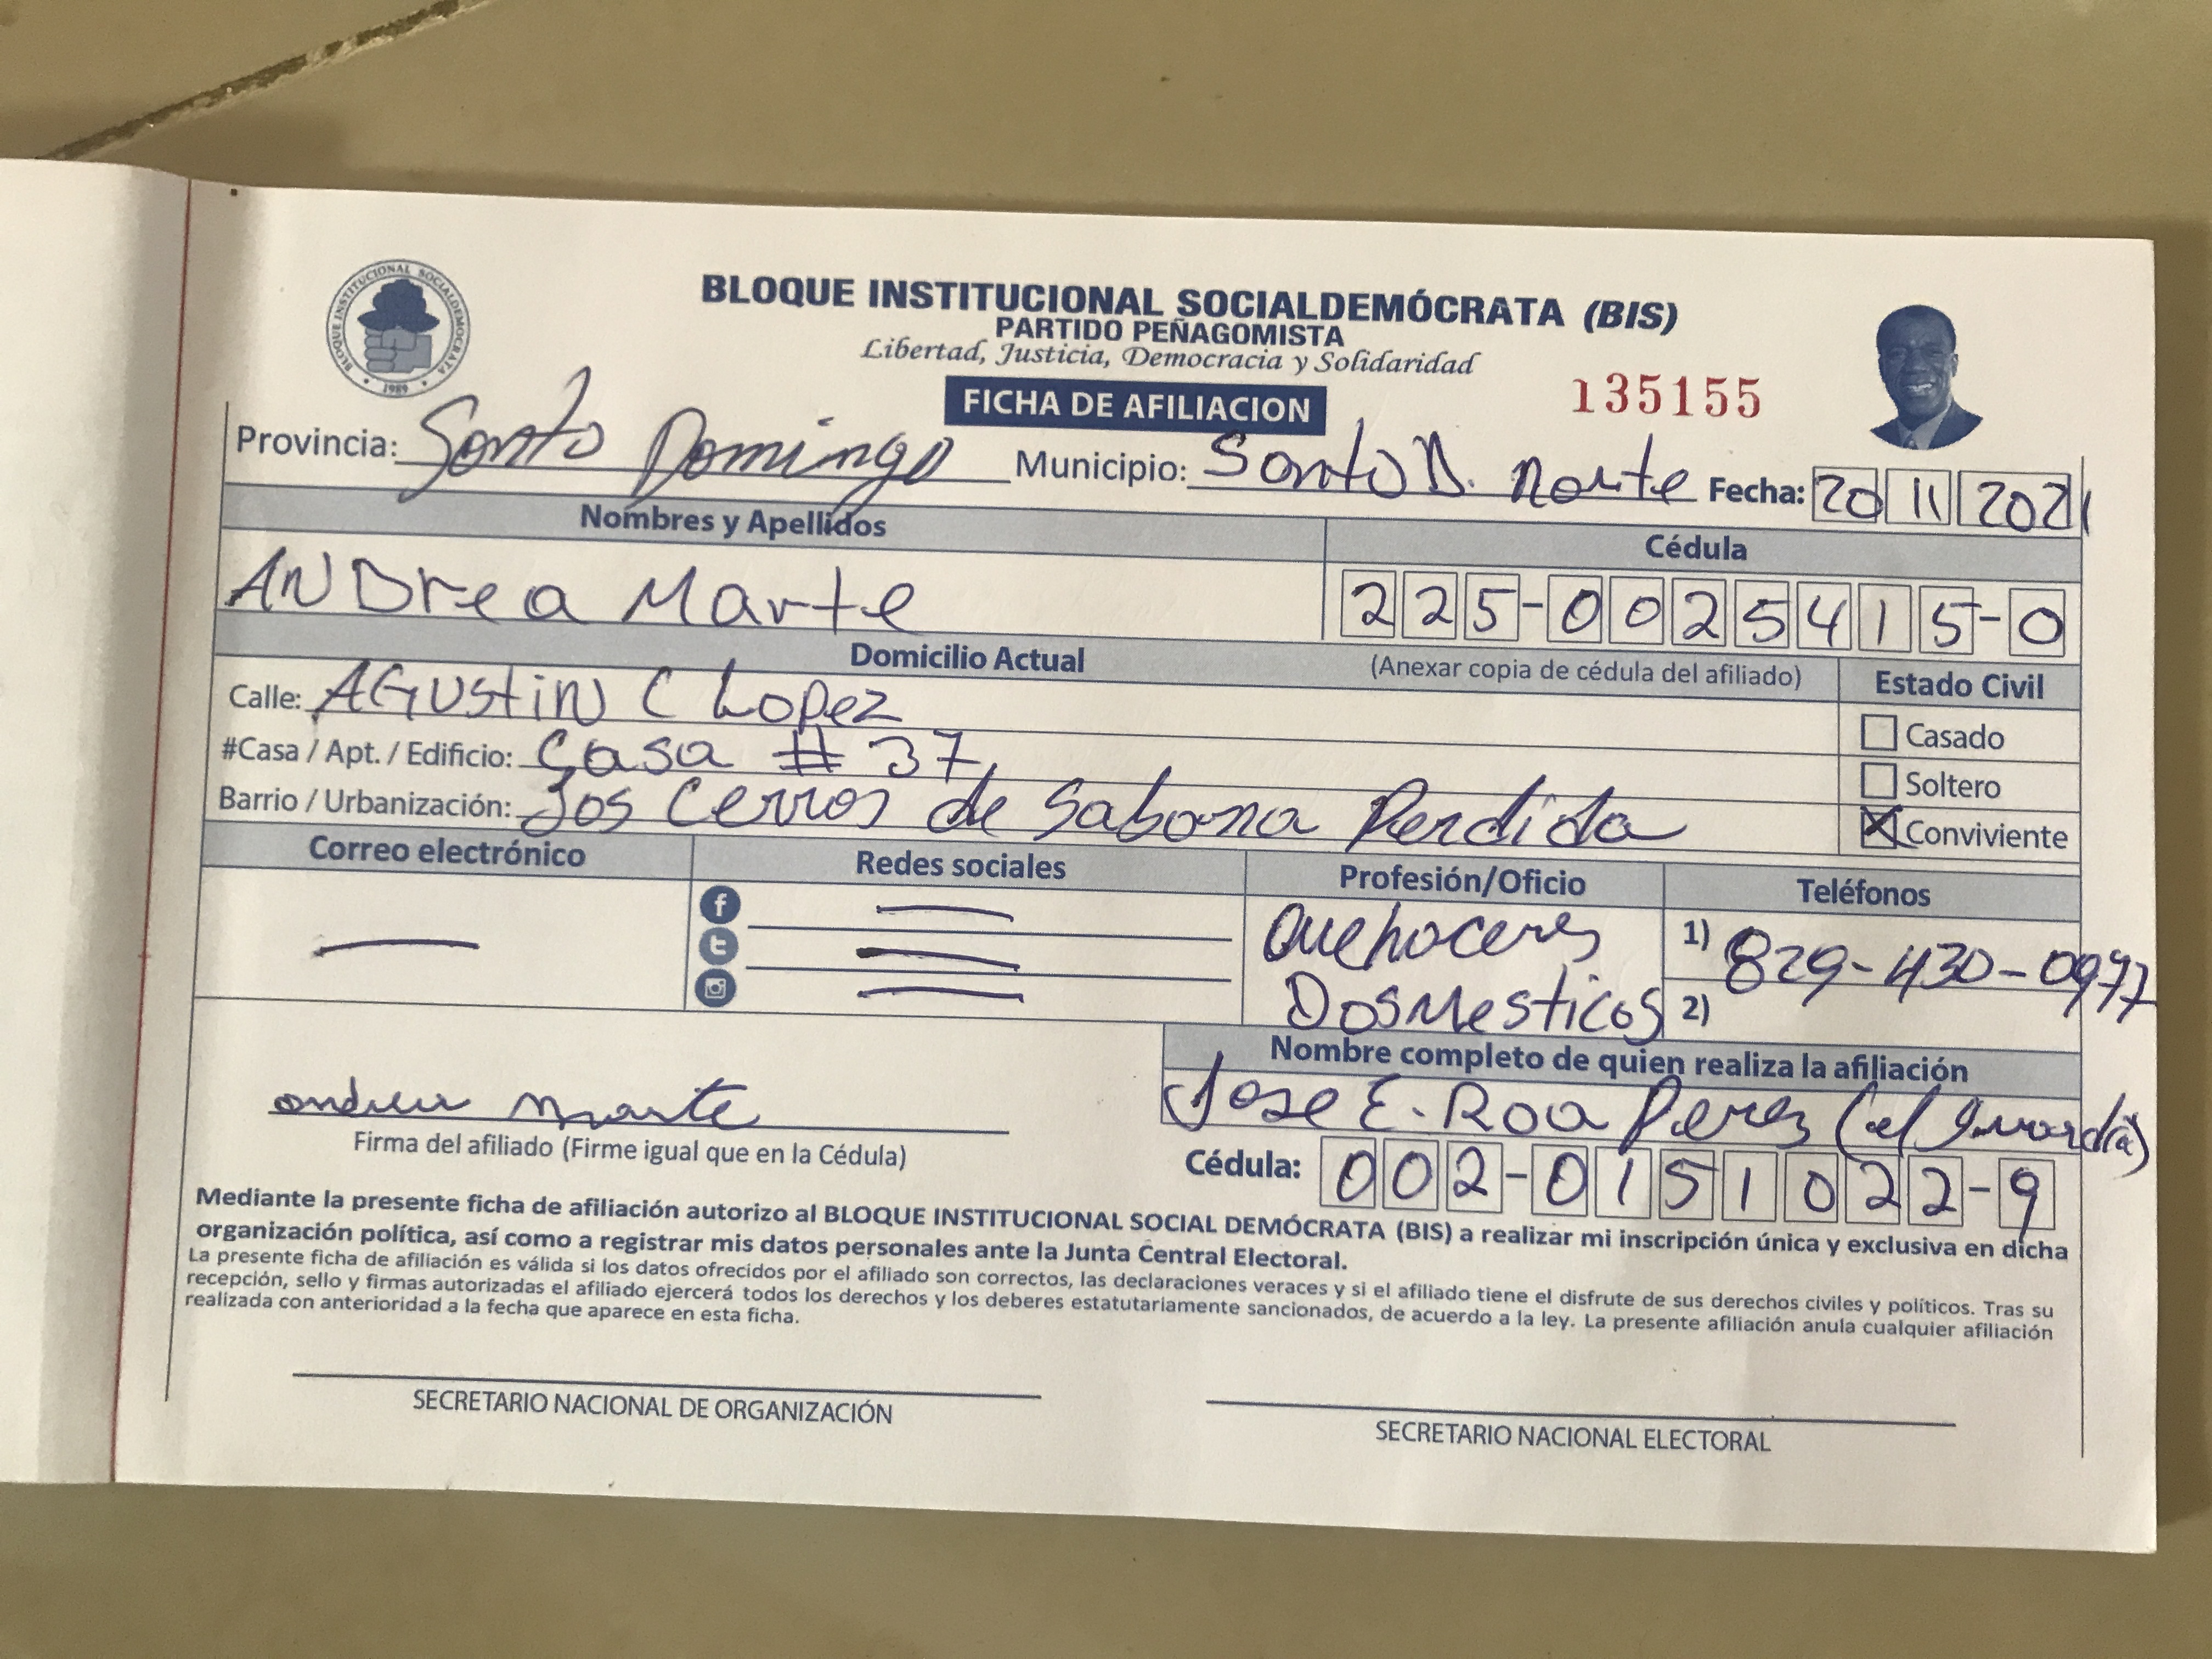 BLOQUE INSTITUCIONAL SOCIALDEMOCRATA
1989
BLOQUE INSTITUCIONAL SOCIALDEMÓCRATA (BIS)
PARTIDO PEÑAGOMISTA
Libertad, Justicia, Democracia y Solidaridad
FICHA DE AFILIACION
135155
Provincia: Santo Domingo Municipio: Santo D. Norte Fecha: 20 11 2021
Nombres y Apellidos
Cédula
ANDrea Marte
225-0025415-0
Domicilio Actual
(Anexar copia de cédula del afiliado)
Estado Civil
Calle: AGUStiN C Lopez
Casado
#Casa / Apt. / Edificio: Casa # 37
Soltero
Barrio / Urbanización: Los Cerros de Sabana Perdida
Conviviente
Correo electrónico
Redes sociales
Profesión/Oficio
Teléfonos
Quehaceres
DosMesticos
1) 829-430-0977
2)
Nombre completo de quien realiza la afiliación
Jose E. Roa Perez (el
andrea marte
Firma del afiliado (Firme igual que en la Cédula)
Cédula: 002-0151022-9
Mediante la presente ficha de afiliación autorizo al BLOQUE INSTITUCIONAL SOCIAL DEMÓCRATA (BIS) a realizar mi inscripción única y exclusiva en dicha
organización política, así como a registrar mis datos personales ante la Junta Central Electoral.
La presente ficha de afiliación es válida si los datos ofrecidos por el afiliado son correctos, las declaraciones veraces y si el afiliado tiene el disfrute de sus derechos civiles y políticos. Tras su
recepción, sello y firmas autorizadas el afiliado ejercerá todos los derechos y los deberes estatutariamente sancionados, de acuerdo a la ley. La presente afiliación anula cualquier afiliación
realizada con anterioridad a la fecha que aparece en esta ficha.
SECRETARIO NACIONAL DE ORGANIZACIÓN
SECRETARIO NACIONAL ELECTORAL